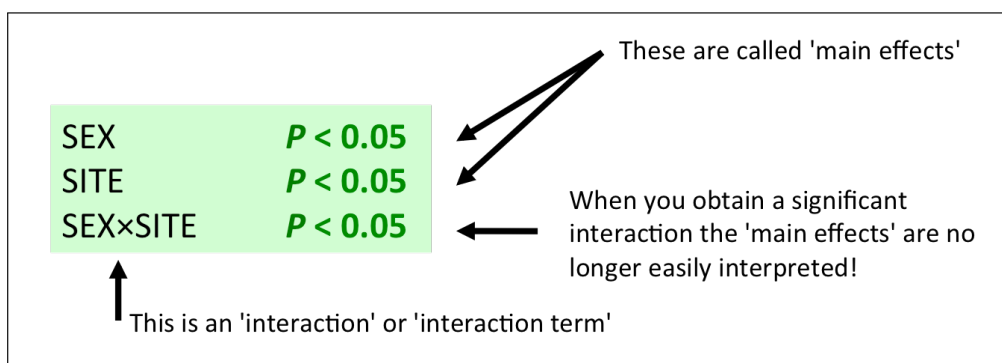 These are called 'main effects'
SEX P < 0.05
SITE P < 0.05
SEX×SITE P < 0.05
When you obtain a significant
interaction the 'main effects' are no
longer easily interpreted!
This is an 'interaction' or 'interaction term'